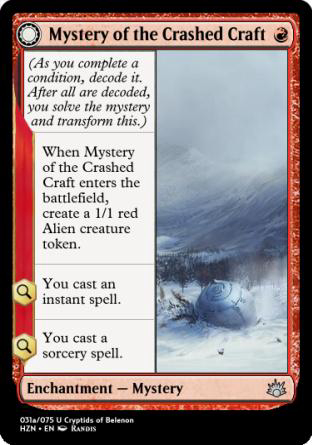 Mystery of the Crashed Craft
(As you complete a
condition, decode it.
After all are decoded,
you solve the mystery
and transform this.)
When Mystery
of the Crashed
Craft enters the
battlefield,
create a 1/1 red
Alien creature
token.
You cast an
instant spell.
You cast a
sorcery spell.
Enchantment — Mystery
031a/075 U Cryptids of Belenon
HZN • EN Randis